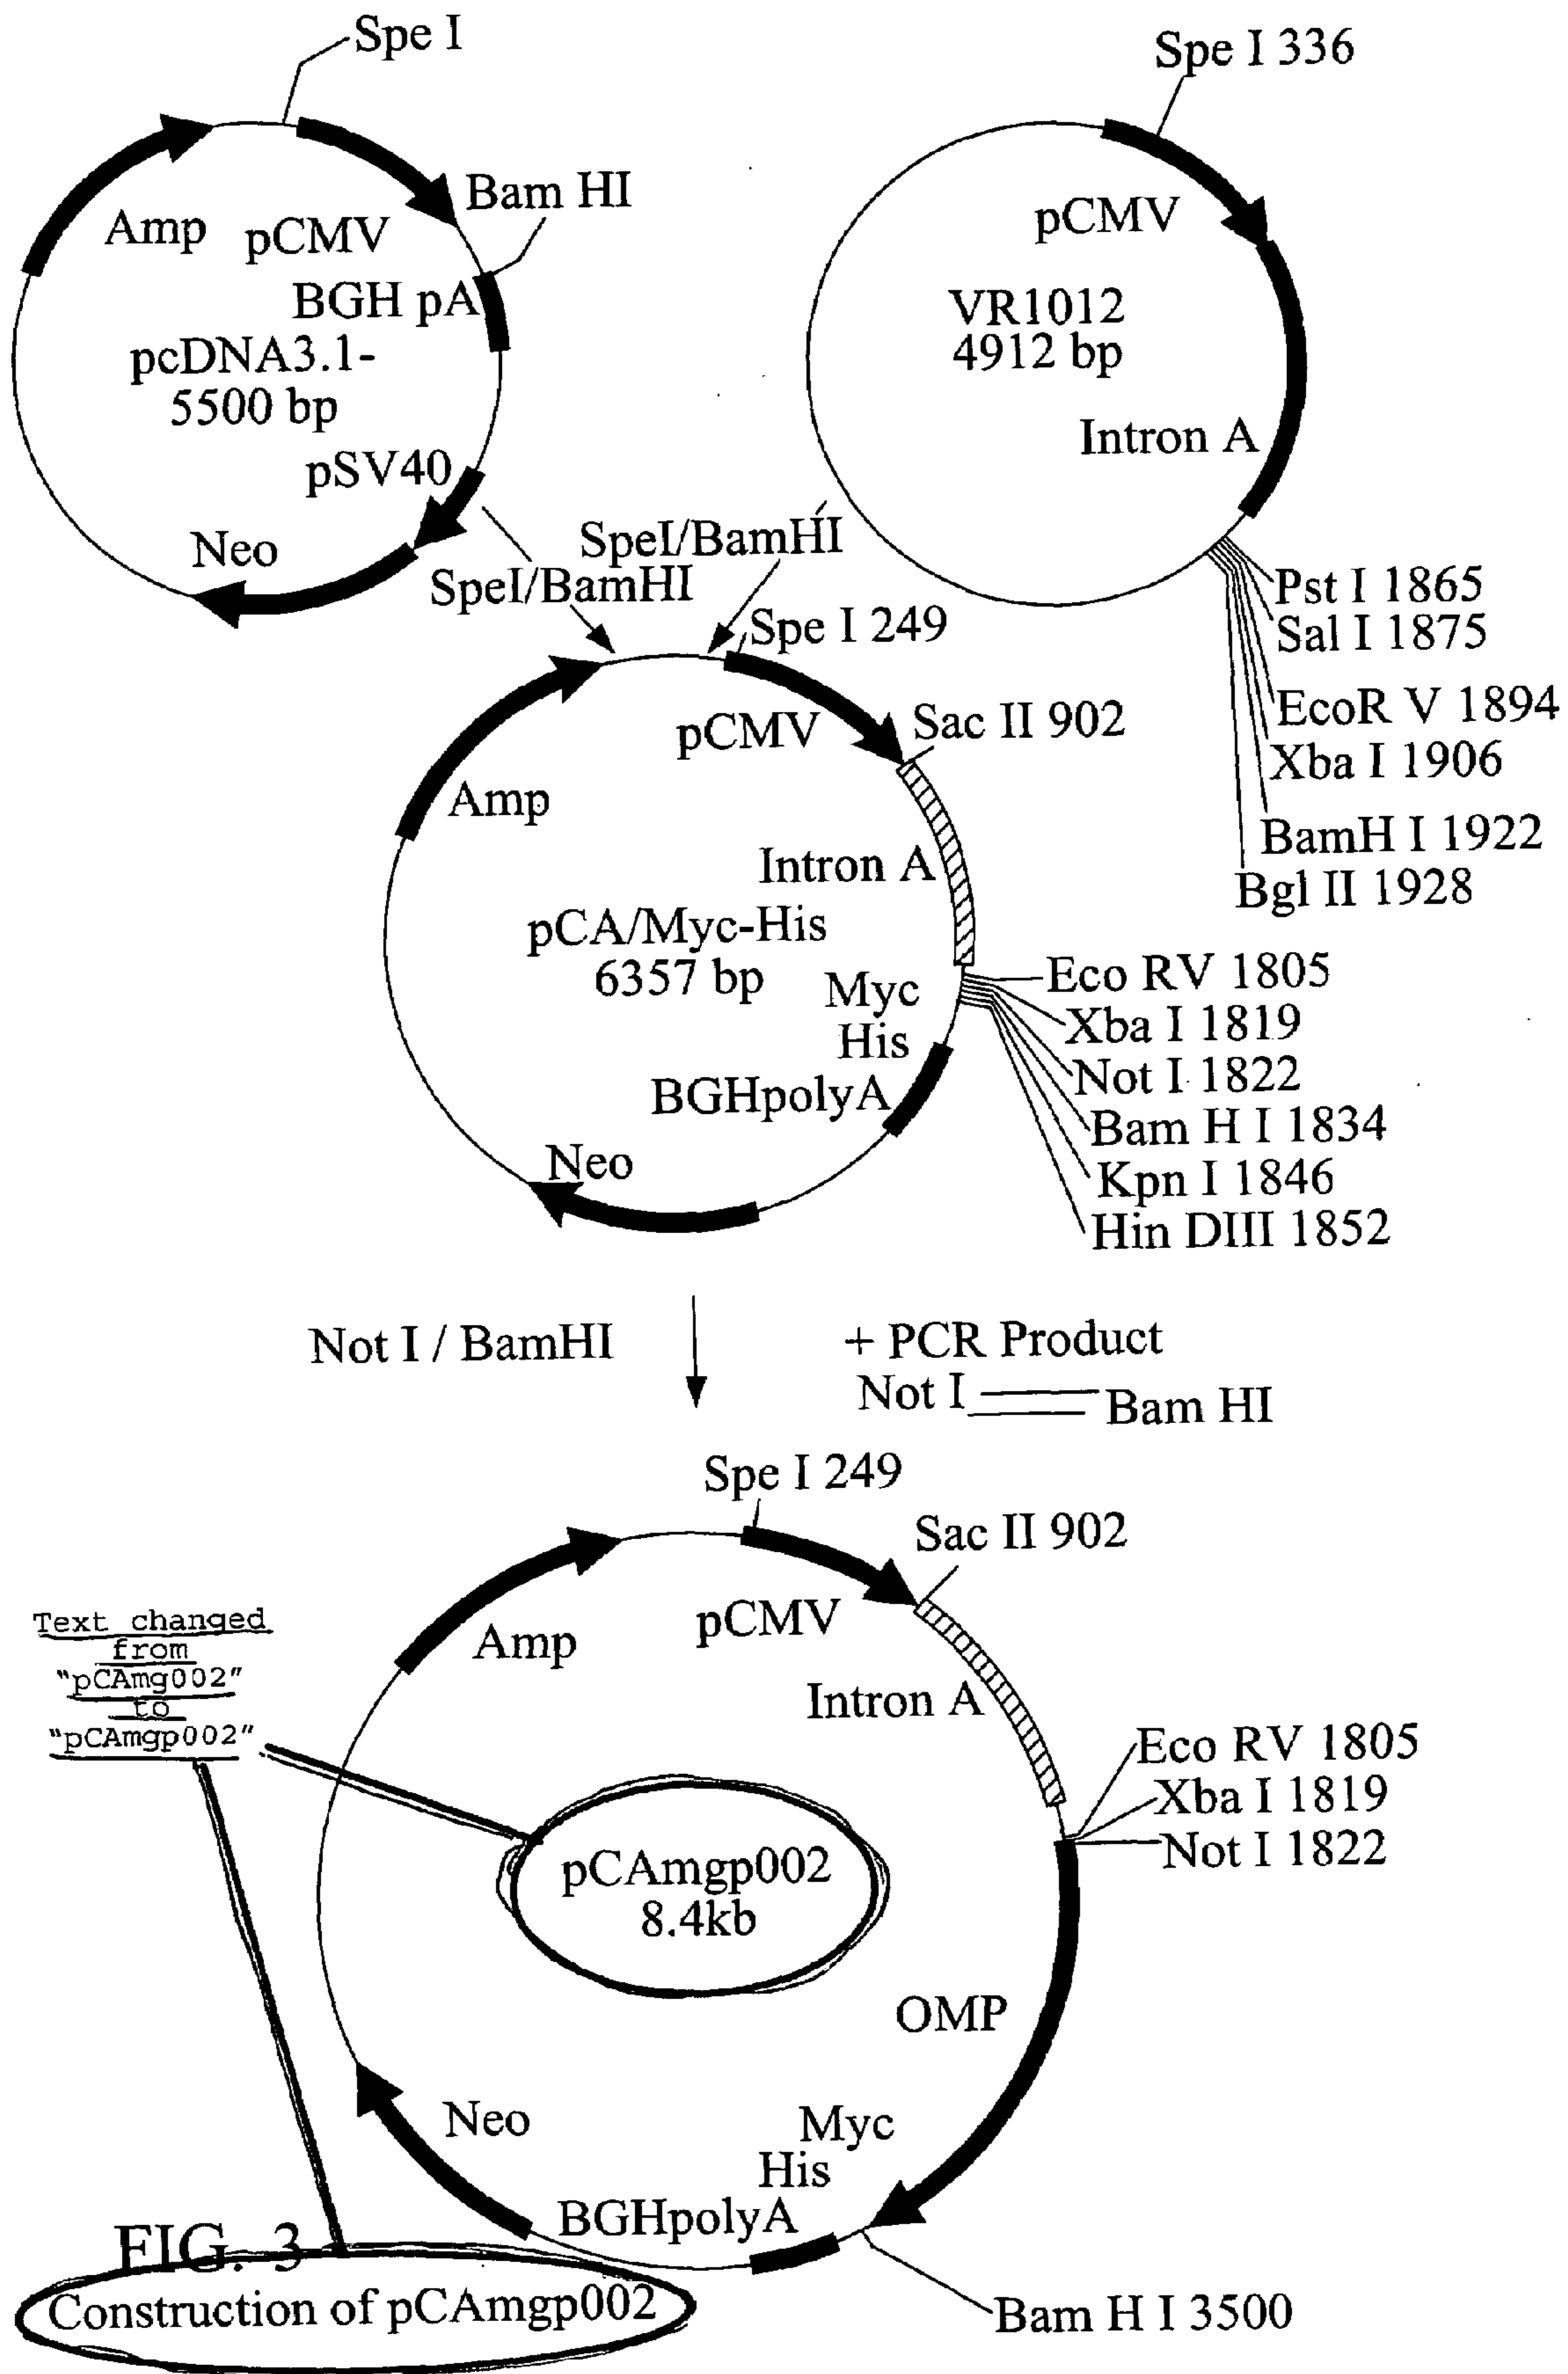 Spe I
Spe I 336
Bam HI
Amp
pCMV
BGH pA
pcDNA3.1-
5500 bp
pSV40
Neo
SpeI/BamHI
pCMV
VR1012
4912 bp
Intron A
SpeI/BamHI
Pst I 1865
Sal I 1875
EcoR V 1894
Xba I 1906
BamH I 1922
Bgl II 1928
Spe I 249
Sac II 902
pCMV
Amp
Intron A
pCA/Myc-His
6357 bp
Myc
His
BGHpolyA
Neo
Eco RV 1805
Xba I 1819
Not I 1822
Bam H I 1834
Kpn I 1846
Hin DIII 1852
Not I / BamHI
+ PCR Product
Not I
Bam HI
Spe I 249
Sac II 902
pCMV
Amp
Intron A
Text changed
from
"pCAmg002"
to
"pCAmgp002"
Eco RV 1805
Xba I 1819
Not I 1822
pCAmgp002
8.4kb
OMP
Neo
Myc
His
BGHpolyA
Bam H I 3500
FIG. 3
Construction of pCAmgp002